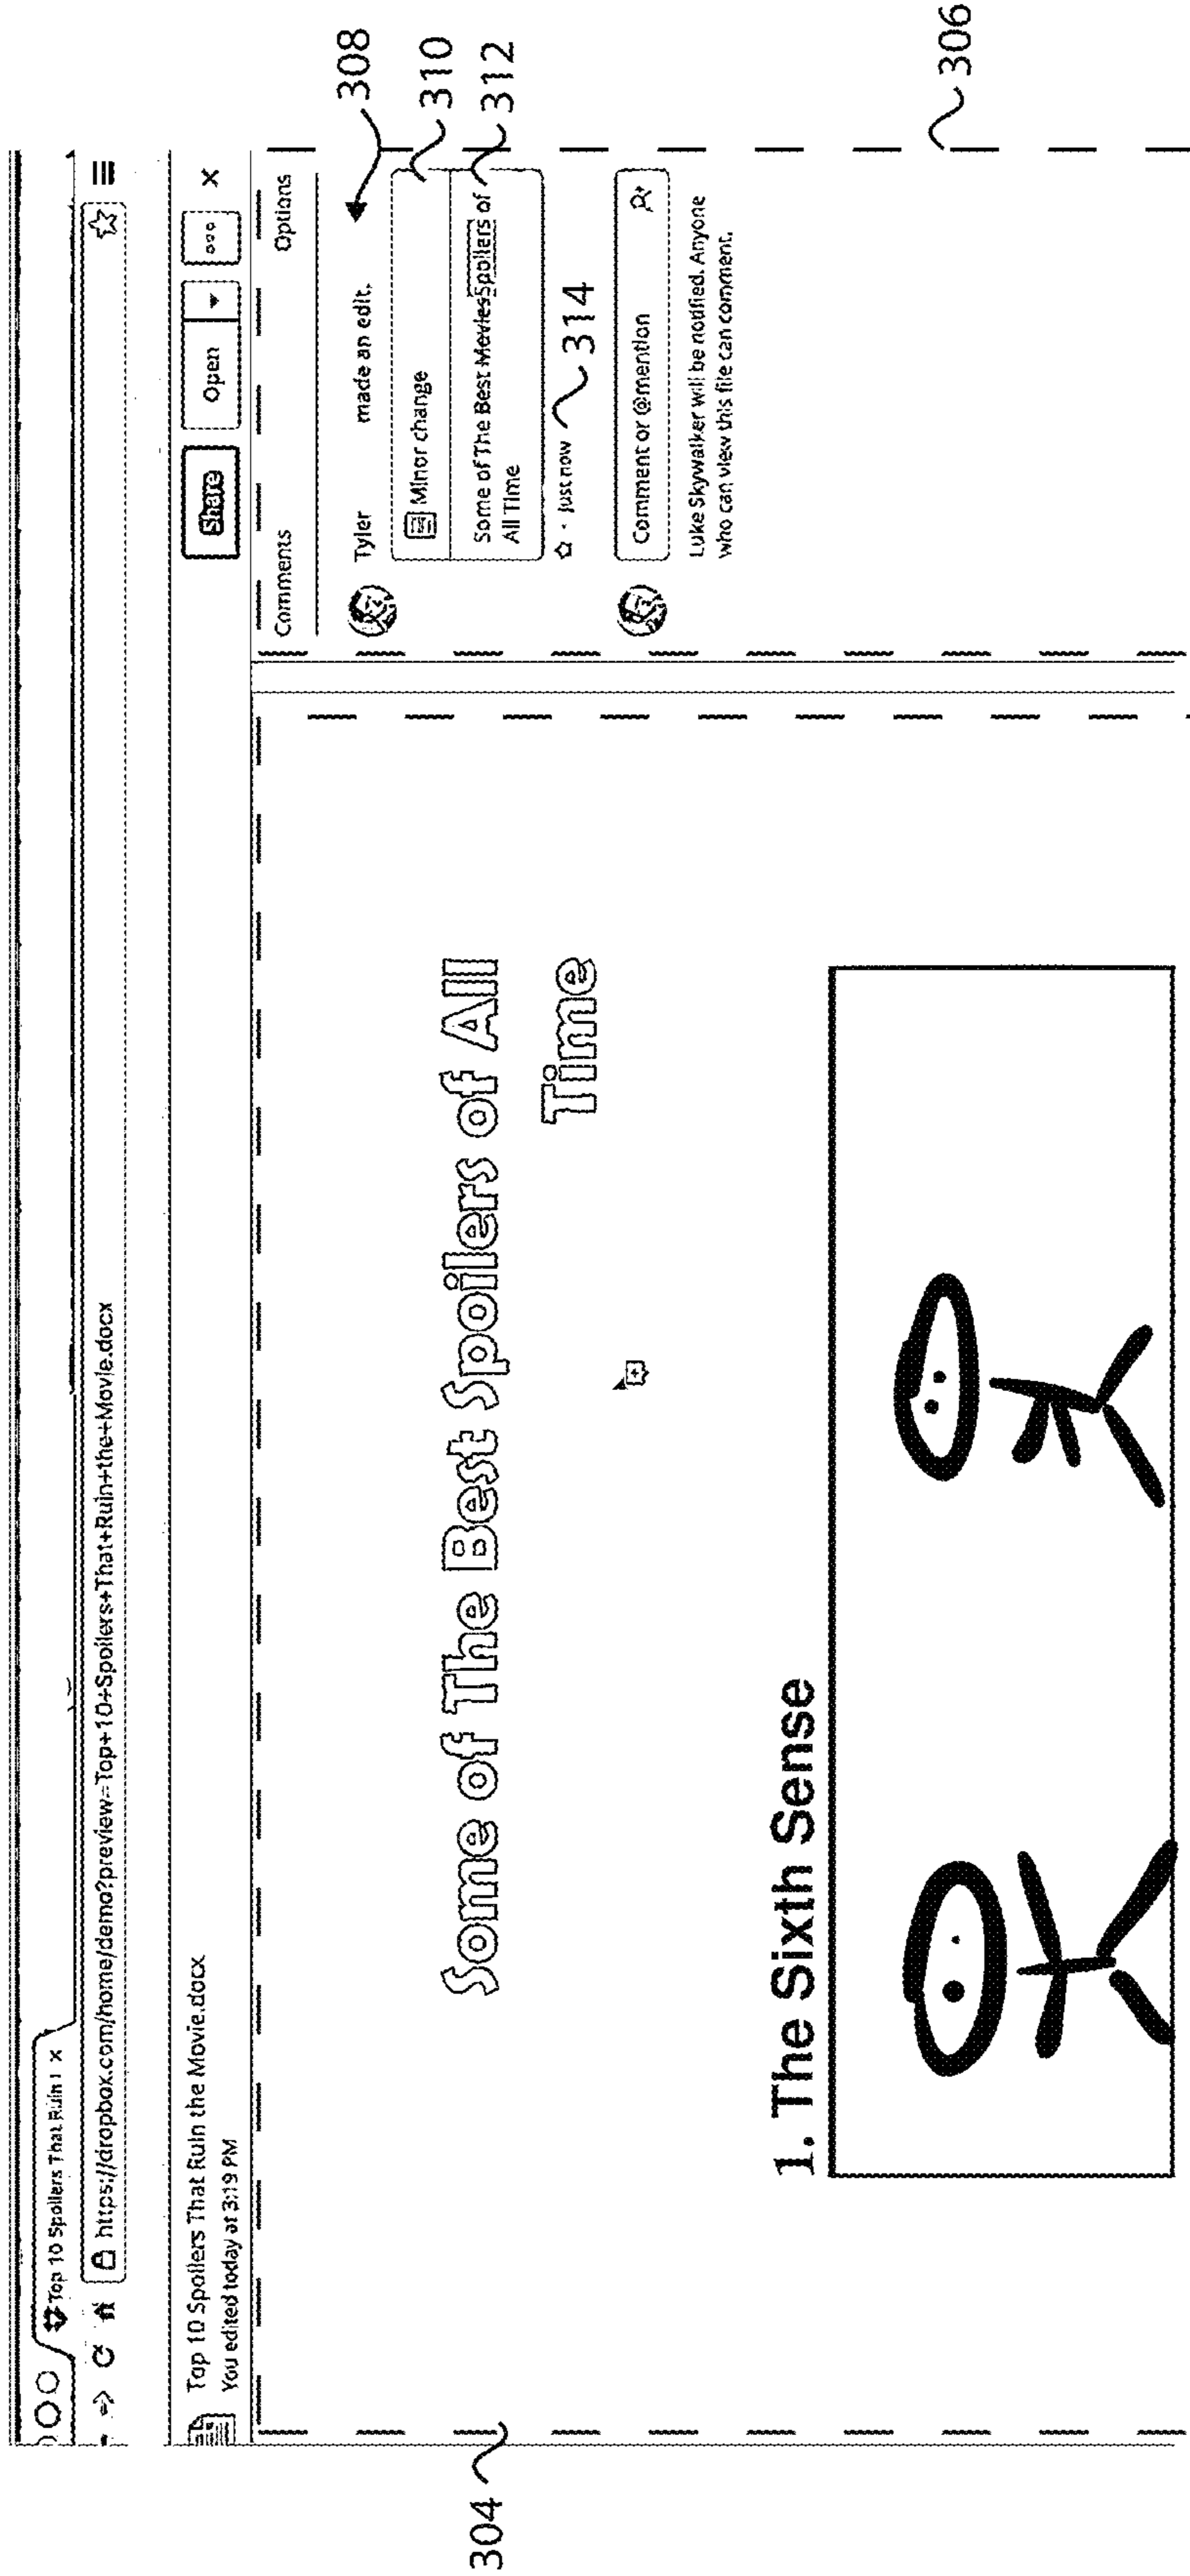 Top 10 Spoilers That Ruin t ×
https://dropbox.com/home/demo?preview=Top+10+Spoilers+That+Ruin+the+Movie.docx
Top 10 Spoilers That Ruin the Movie.docx
You edited today at 3:19 PM
Share
Open
×
304
Some of The Best Spoilers of All
Time
1. The Sixth Sense
Comments Options
308
Tyler made an edit.
310
Minor change
312
Some of The Best MoviesSpoilers of
All Time
· Just now
314
Comment or @mention
Luke Skywalker will be notified. Anyone
who can view this file can comment.
306